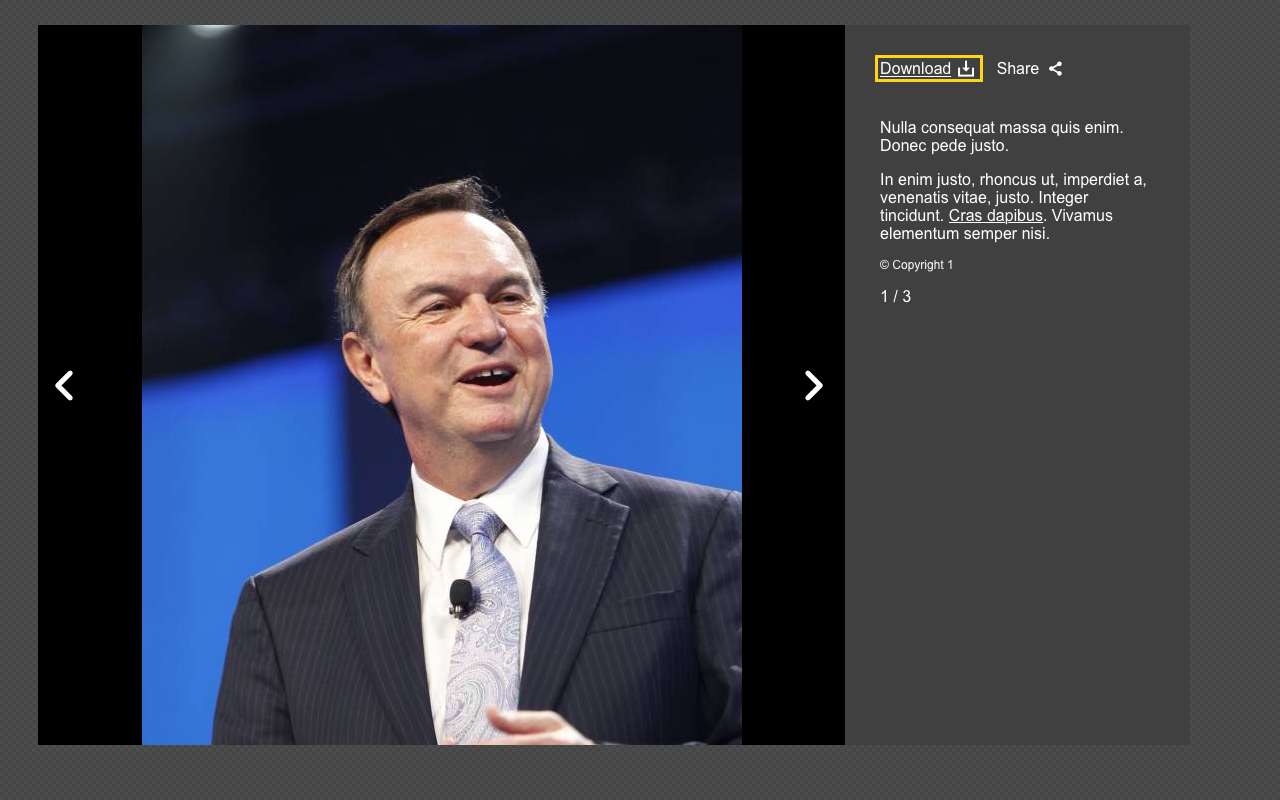 Download
Share
Nulla consequat massa quis enim.
Donec pede justo.
In enim justo, rhoncus ut, imperdiet a,
venenatis vitae, justo. Integer
tincidunt. Cras dapibus. Vivamus
elementum semper nisi.
© Copyright 1
1 / 3